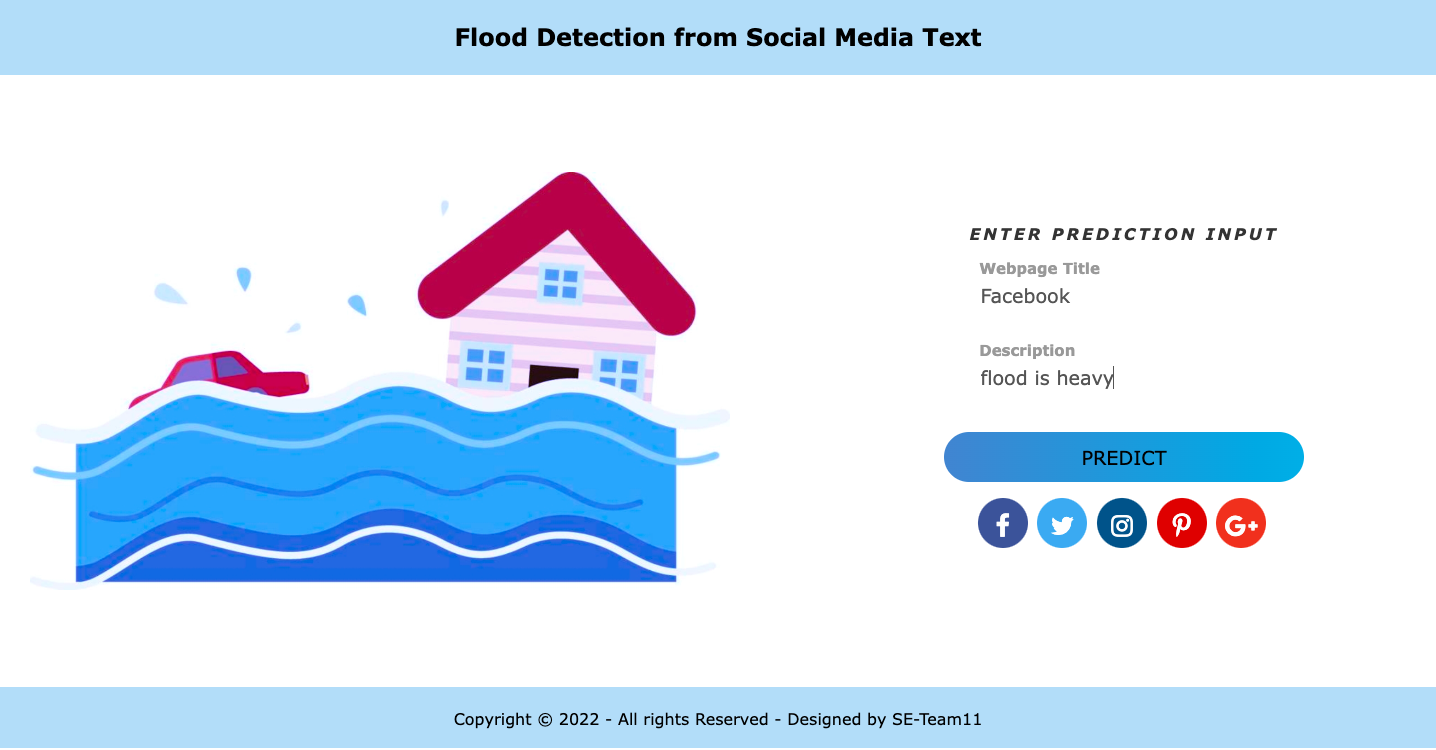 Flood Detection from Social Media Text
ENTER PREDICTION INPUT
Webpage Title
Facebook
Description
flood is heavy
PREDICT
Copyright © 2022 - All rights Reserved - Designed by SE-Team11